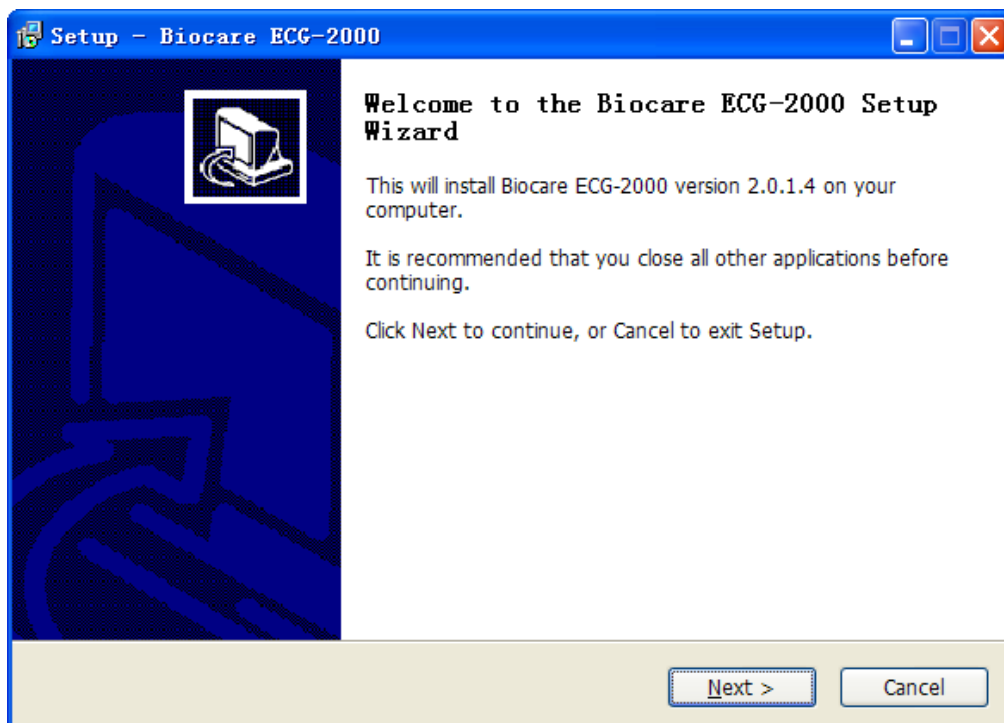 Setup - Biocare ECG-2000
Welcome to the Biocare ECG-2000 Setup
Wizard
This will install Biocare ECG-2000 version 2.0.1.4 on your
computer.
It is recommended that you close all other applications before
continuing.
Click Next to continue, or Cancel to exit Setup.
Next >
Cancel